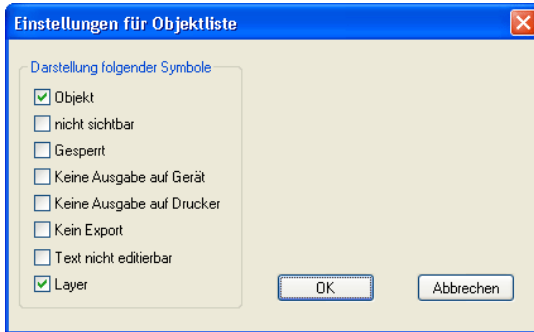 Einstellungen für Objektliste
Darstellung folgender Symbole
Objekt
nicht sichtbar
Gesperrt
Keine Ausgabe auf Gerät
Keine Ausgabe auf Drucker
Kein Export
Text nicht editierbar
Layer
OK
Abbrechen